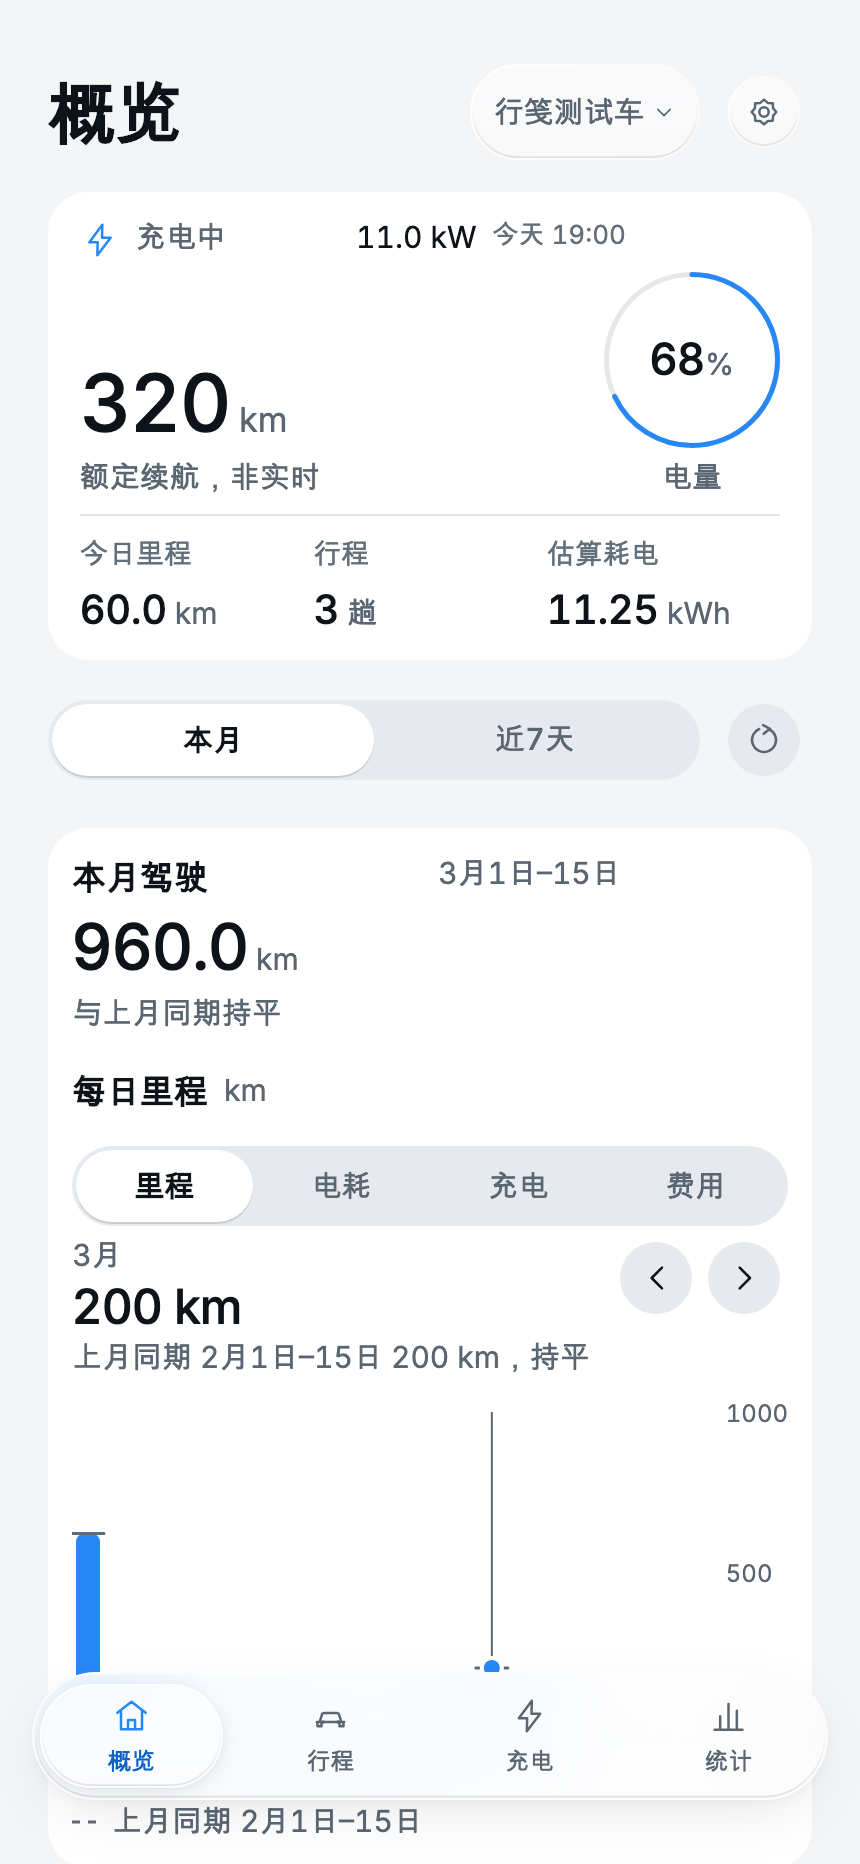 概览
行笺测试车
充电中 11.0 kW 今天 19:00
68%
320 km
额定续航，非实时 电量
今日里程 行程 估算耗电
60.0 km 3 趟 11.25 kWh
本月 近7天
本月驾驶 3月1日–15日
960.0 km
与上月同期持平
每日里程 km
里程 电耗 充电 费用
3月
200 km
上月同期 2月1日–15日 200 km，持平
1000
500
概览 行程 充电 统计
-- 上月同期 2月1日–15日